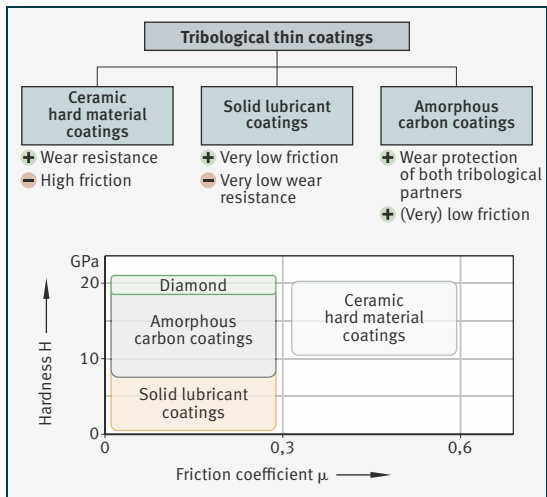 Tribological thin coatings
Ceramic
hard material
coatings
+ Wear resistance
− High friction
Solid lubricant
coatings
+ Very low friction
− Very low wear
resistance
Amorphous
carbon coatings
+ Wear protection
of both tribological
partners
+ (Very) low friction
GPa
20
10
0
Hardness H
Diamond
Amorphous
carbon coatings
Solid lubricant
coatings
Ceramic
hard material
coatings
0
0,3
0,6
Friction coefficient μ